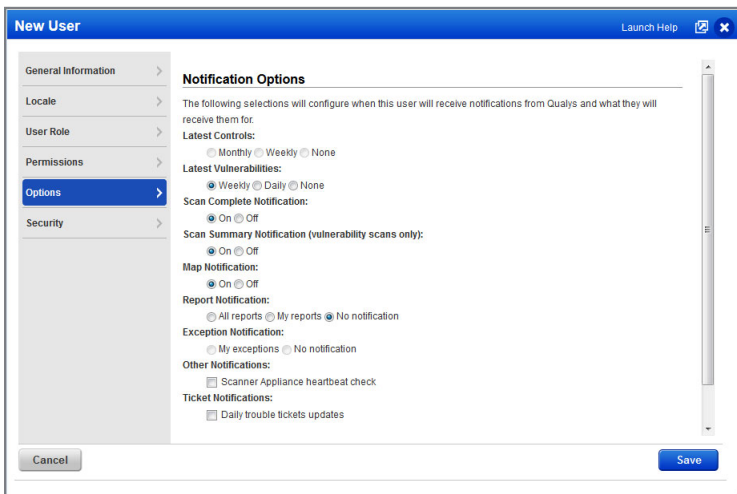 New User
Launch Help
General Information
Locale
User Role
Permissions
Options
Security
Notification Options
The following selections will configure when this user will receive notifications from Qualys and what they will
receive them for.
Latest Controls:
Monthly Weekly None
Latest Vulnerabilities:
Weekly Daily None
Scan Complete Notification:
On Off
Scan Summary Notification (vulnerability scans only):
On Off
Map Notification:
On Off
Report Notification:
All reports My reports No notification
Exception Notification:
My exceptions No notification
Other Notifications:
Scanner Appliance heartbeat check
Ticket Notifications:
Daily trouble tickets updates
Cancel
Save